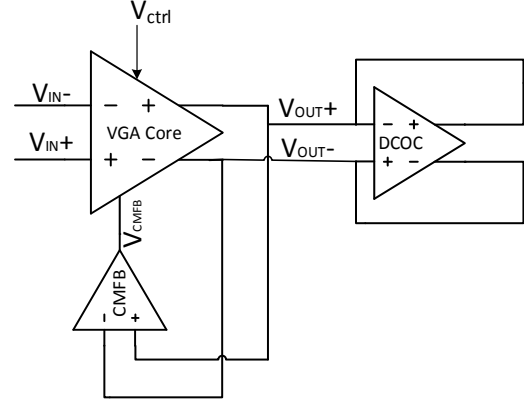 Vctrl
VIN-
VIN+
- +
VGA Core
+ -
VOUT+
VOUT-
- +
DCOC
+ -
VCMFB
CMFB
- +